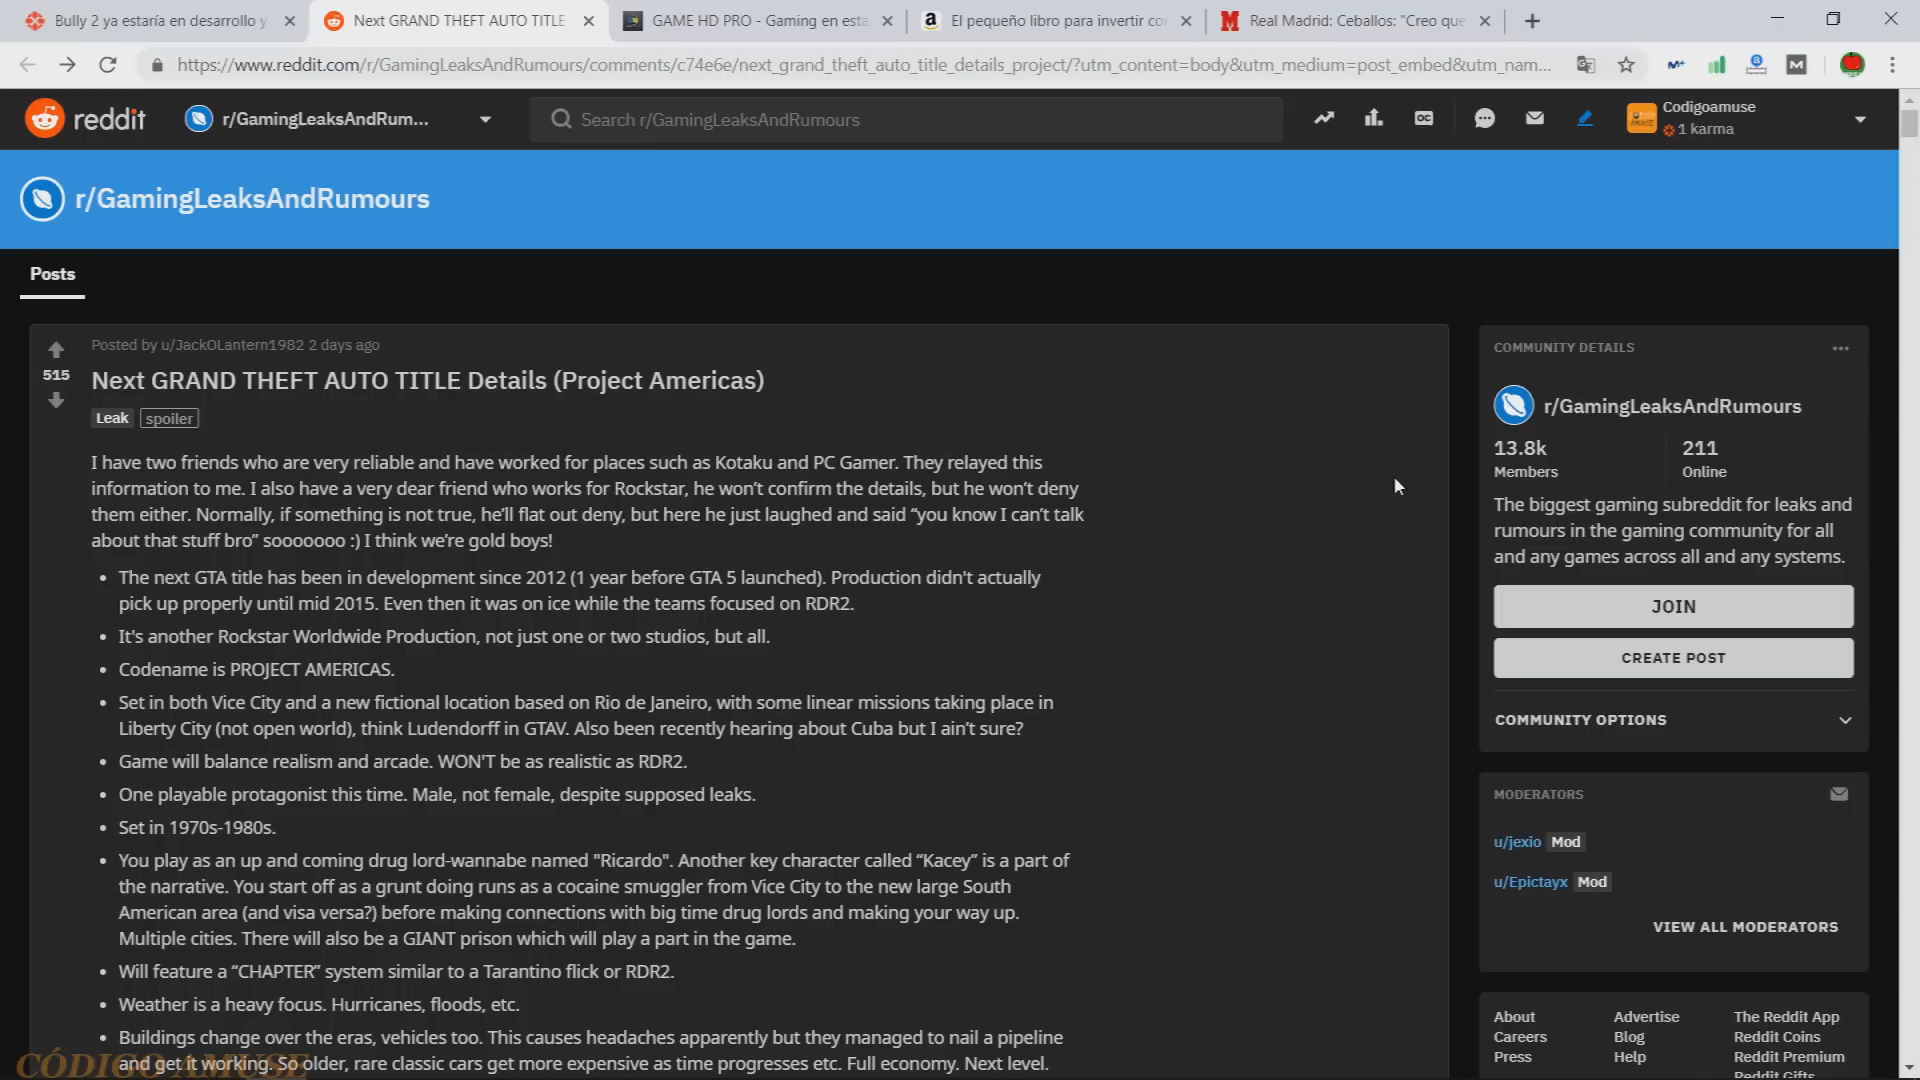 Bully 2 ya estaría en desarrollo y
Next GRAND THEFT AUTO TITLE
GAME HD PRO - Gaming en esta
El pequeño libro para invertir co
Real Madrid: Ceballos: "Creo que
https://www.reddit.com/r/GamingLeaksAndRumours/comments/c74e6e/next_grand_theft_auto_title_details_project/?utm_content=body&utm_medium=post_embed&utm_nam...
reddit
r/GamingLeaksAndRum...
Search r/GamingLeaksAndRumours
Codigoamuse
1 karma
r/GamingLeaksAndRumours
Posts
Posted by u/JackOLantern1982 2 days ago
515
Next GRAND THEFT AUTO TITLE Details (Project Americas)
Leak spoiler
I have two friends who are very reliable and have worked for places such as Kotaku and PC Gamer. They relayed this
information to me. I also have a very dear friend who works for Rockstar, he won’t confirm the details, but he won’t deny
them either. Normally, if something is not true, he’ll flat out deny, but here he just laughed and said “you know I can’t talk
about that stuff bro” sooooooo :) I think we’re gold boys!
• The next GTA title has been in development since 2012 (1 year before GTA 5 launched). Production didn't actually
pick up properly until mid 2015. Even then it was on ice while the teams focused on RDR2.
• It's another Rockstar Worldwide Production, not just one or two studios, but all.
• Codename is PROJECT AMERICAS.
• Set in both Vice City and a new fictional location based on Rio de Janeiro, with some linear missions taking place in
Liberty City (not open world), think Ludendorff in GTAV. Also been recently hearing about Cuba but I ain’t sure?
• Game will balance realism and arcade. WON'T be as realistic as RDR2.
• One playable protagonist this time. Male, not female, despite supposed leaks.
• Set in 1970s-1980s.
• You play as an up and coming drug lord-wannabe named "Ricardo". Another key character called “Kacey” is a part of
the narrative. You start off as a grunt doing runs as a cocaine smuggler from Vice City to the new large South
American area (and visa versa?) before making connections with big time drug lords and making your way up.
Multiple cities. There will also be a GIANT prison which will play a part in the game.
• Will feature a “CHAPTER” system similar to a Tarantino flick or RDR2.
• Weather is a heavy focus. Hurricanes, floods, etc.
• Buildings change over the eras, vehicles too. This causes headaches apparently but they managed to nail a pipeline
and get it working. So older, rare classic cars get more expensive as time progresses etc. Full economy. Next level.
CÓDIGO AMUSE
COMMUNITY DETAILS
r/GamingLeaksAndRumours
13.8k 211
Members Online
The biggest gaming subreddit for leaks and
rumours in the gaming community for all
and any games across all and any systems.
JOIN
CREATE POST
COMMUNITY OPTIONS
MODERATORS
u/jexio Mod
u/Epictayx Mod
VIEW ALL MODERATORS
About Advertise The Reddit App
Careers Blog Reddit Coins
Press Help Reddit Premium
Reddit Gifts